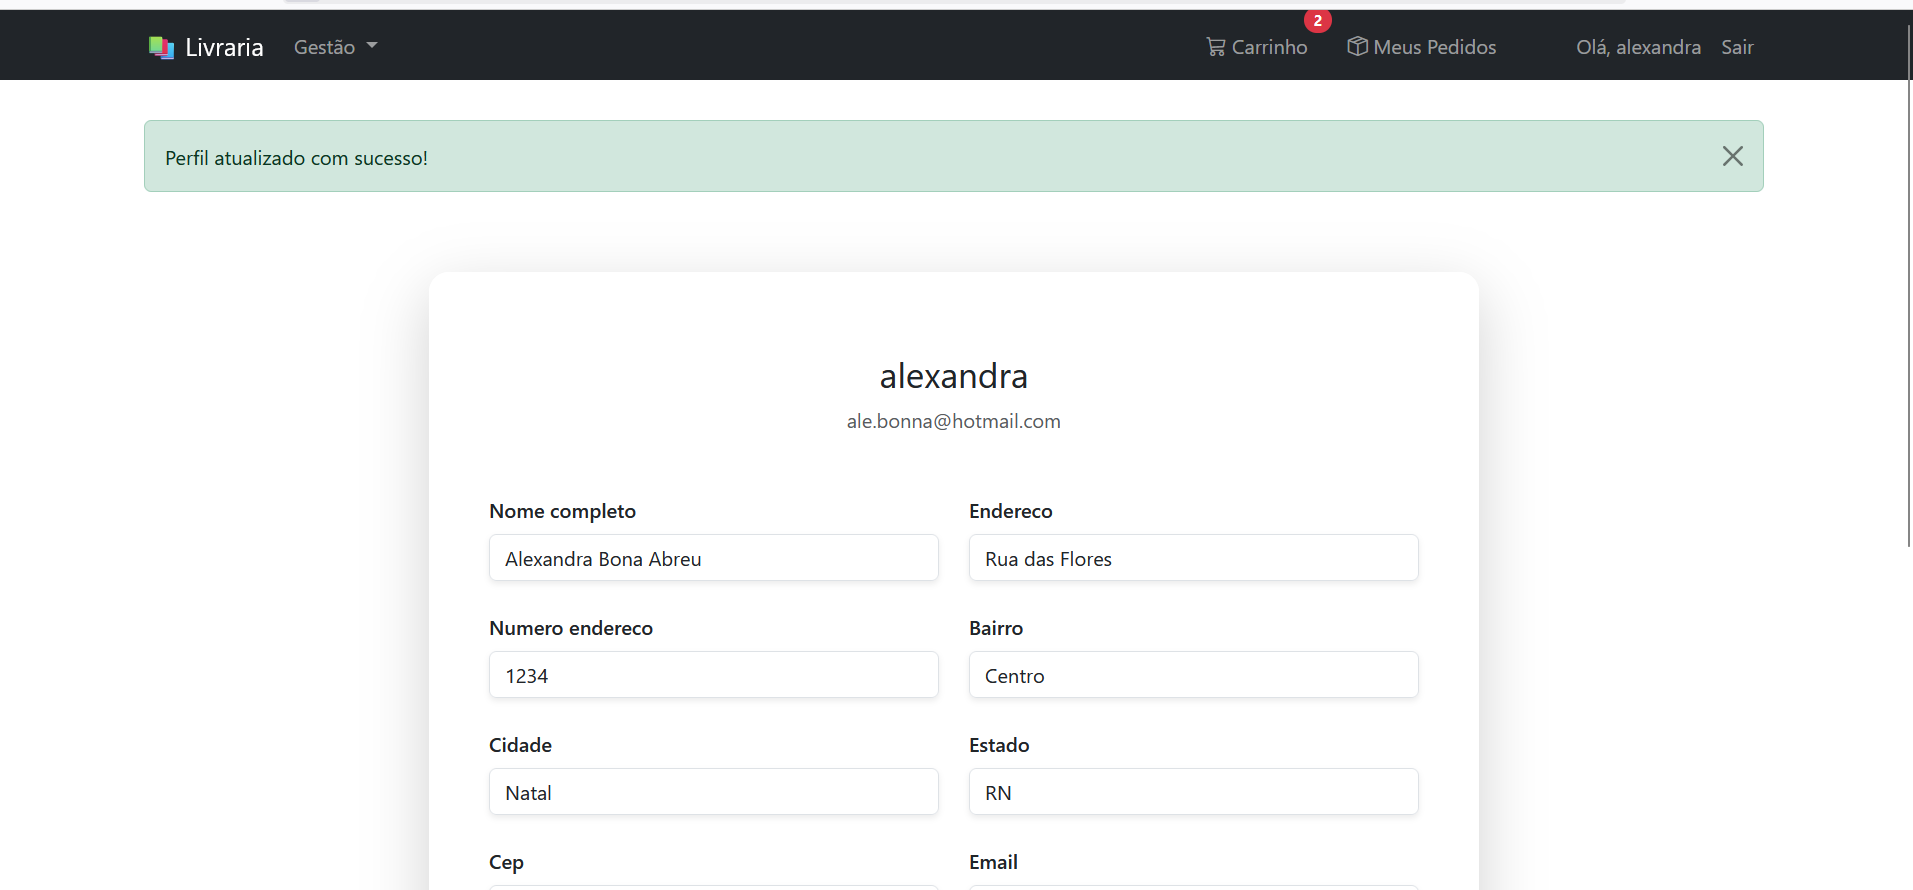 Livraria Gestão Carrinho 2 Meus Pedidos Olá, alexandra Sair
Perfil atualizado com sucesso!
alexandra
ale.bonna@hotmail.com
Nome completo Endereco
Alexandra Bona Abreu Rua das Flores
Numero endereco Bairro
1234 Centro
Cidade Estado
Natal RN
Cep Email